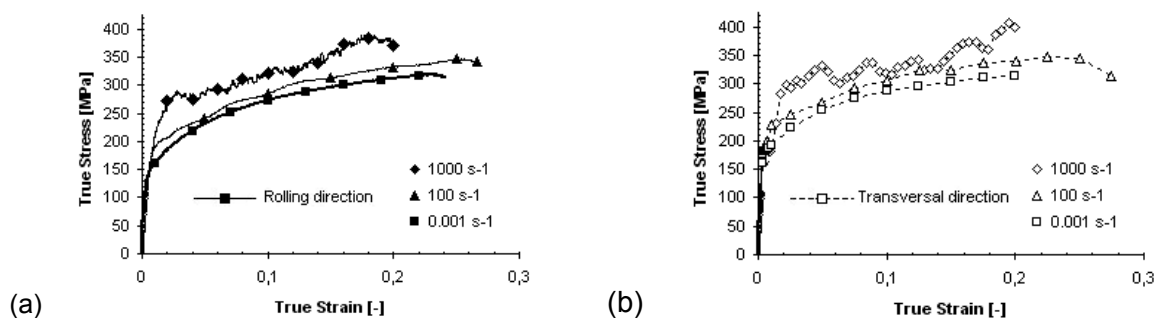 True Stress [MPa]
400
350
300
250
200
150
100
50
0
0
0,1
0,2
0,3
True Strain [-]
Rolling direction
1000 s-1
100 s-1
0.001 s-1
(a)
True Stress [MPa]
400
350
300
250
200
150
100
50
0
0
0,1
0,2
0,3
True Strain [-]
Transversal direction
1000 s-1
100 s-1
0.001 s-1
(b)